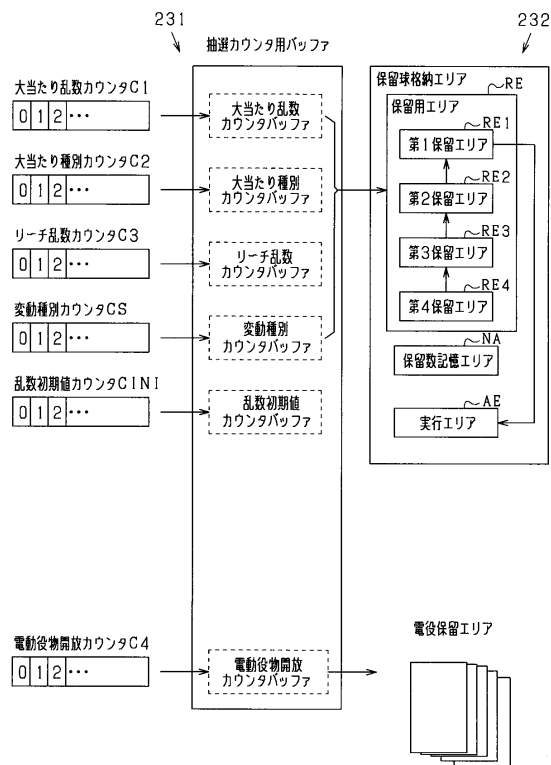 231
232
抽選カウンタ用バッファ
大当たり乱数カウンタC1
0 1 2 ･･･
大当たり乱数
カウンタバッファ
大当たり種別カウンタC2
0 1 2 ･･･
大当たり種別
カウンタバッファ
リーチ乱数カウンタC3
0 1 2 ･･･
リーチ乱数
カウンタバッファ
変動種別カウンタCS
0 1 2 ･･･
変動種別
カウンタバッファ
乱数初期値カウンタCINI
0 1 2 ･･･
乱数初期値
カウンタバッファ
電動役物開放カウンタC4
0 1 2 ･･･
電動役物開放
カウンタバッファ
保留球格納エリア
RE
保留用エリア
RE1
第1保留エリア
RE2
第2保留エリア
RE3
第3保留エリア
RE4
第4保留エリア
NA
保留数記憶エリア
AE
実行エリア
電役保留エリア